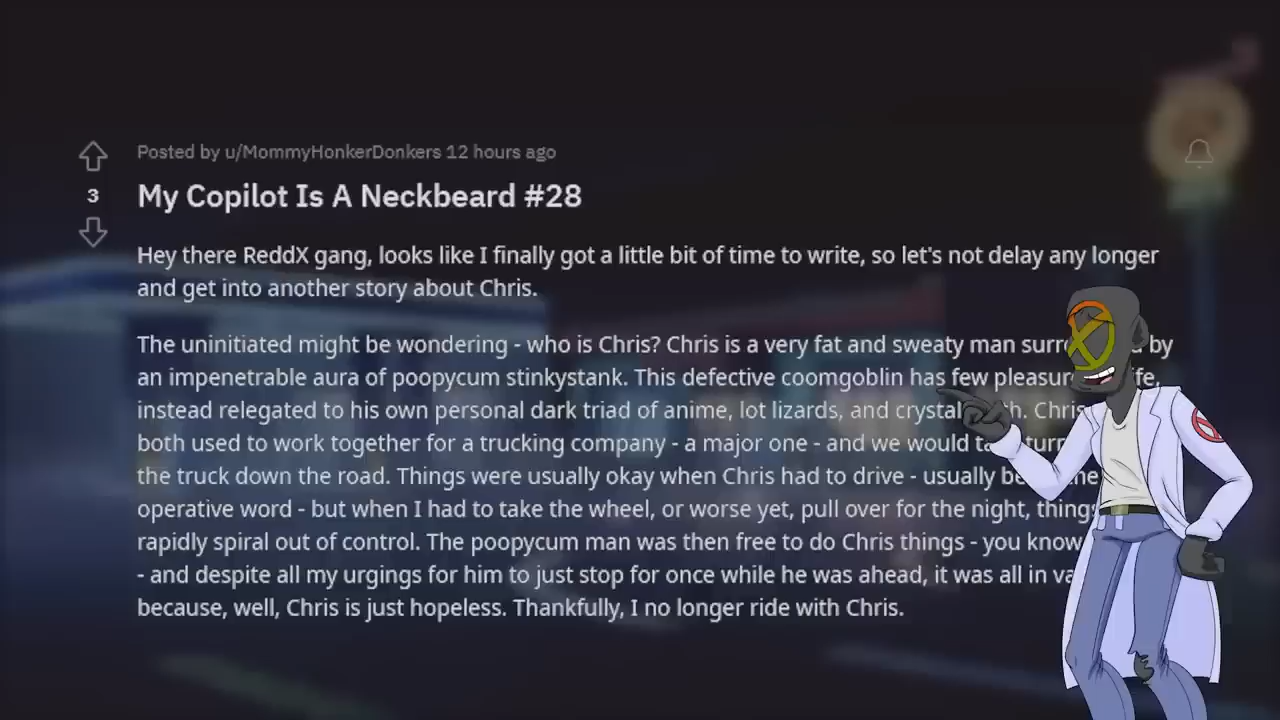 Posted by u/MommyHonkerDonkers 12 hours ago
3
My Copilot Is A Neckbeard #28
Hey there ReddX gang, looks like I finally got a little bit of time to write, so let's not delay any longer
and get into another story about Chris.
The uninitiated might be wondering - who is Chris? Chris is a very fat and sweaty man by
an impenetrable aura of poopycum stinkystank. This defective coomgoblin has few
instead relegated to his own personal dark triad of anime, lot lizards, and crystal
both used to work together for a trucking company - a major one - and we would
the truck down the road. Things were usually okay when Chris had to drive - usually
operative word - but when I had to take the wheel, or worse yet, pull over for the night,
rapidly spiral out of control. The poopycum man was then free to do Chris things - you know
- and despite all my urgings for him to just stop for once while he was ahead, it was all in
because, well, Chris is just hopeless. Thankfully, I no longer ride with Chris.